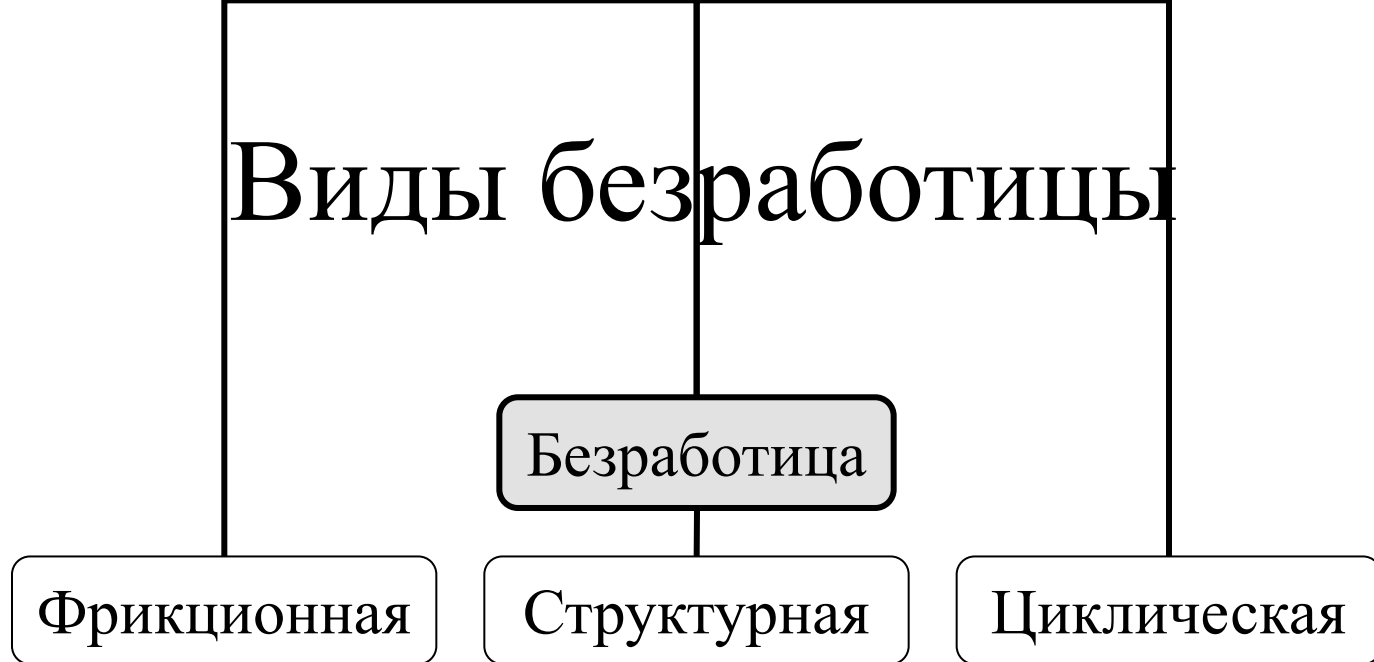 Виды безработицы
Безработица
Фрикционная
Структурная
Циклическая